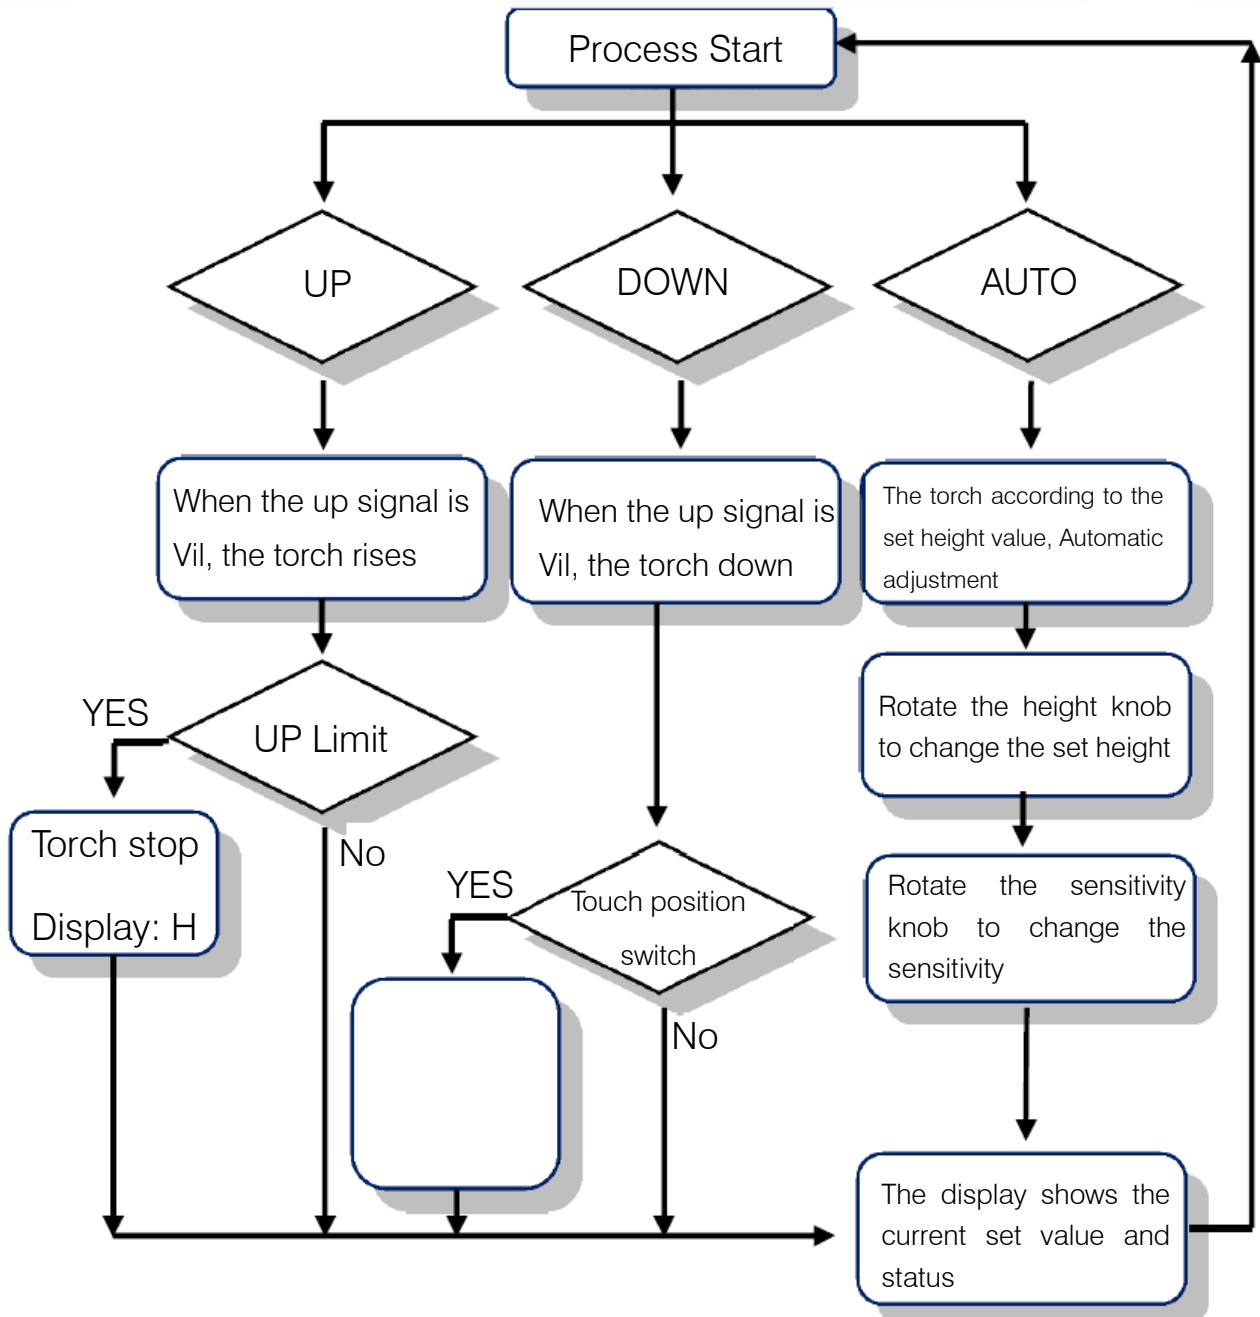 Process Start
UP
DOWN
AUTO
When the up signal is
Vil, the torch rises
When the up signal is
Vil, the torch down
The torch according to the
set height value, Automatic
adjustment
Rotate the height knob
to change the set height
YES
UP Limit
No
Torch stop
Display: H
YES
Touch position
switch
No
Rotate the sensitivity
knob to change the
sensitivity
The display shows the
current set value and
status